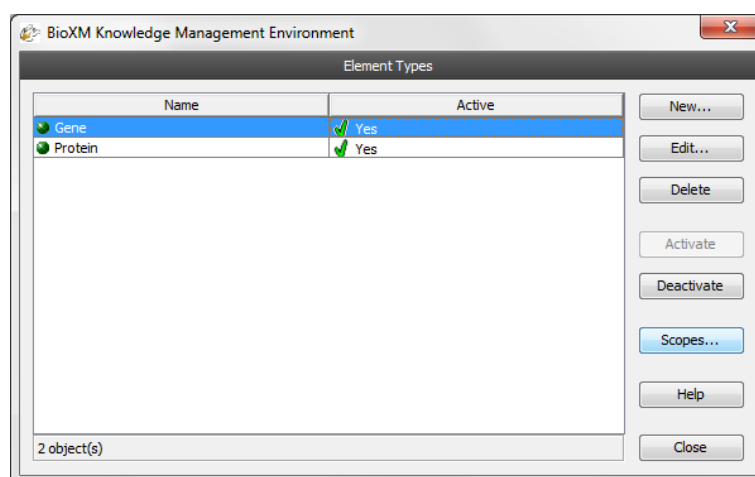 BioXM Knowledge Management Environment
Element Types
Name Active New...
Gene Yes
Protein Yes Edit...
Delete
Activate
Deactivate
Scopes...
Help
2 object(s) Close